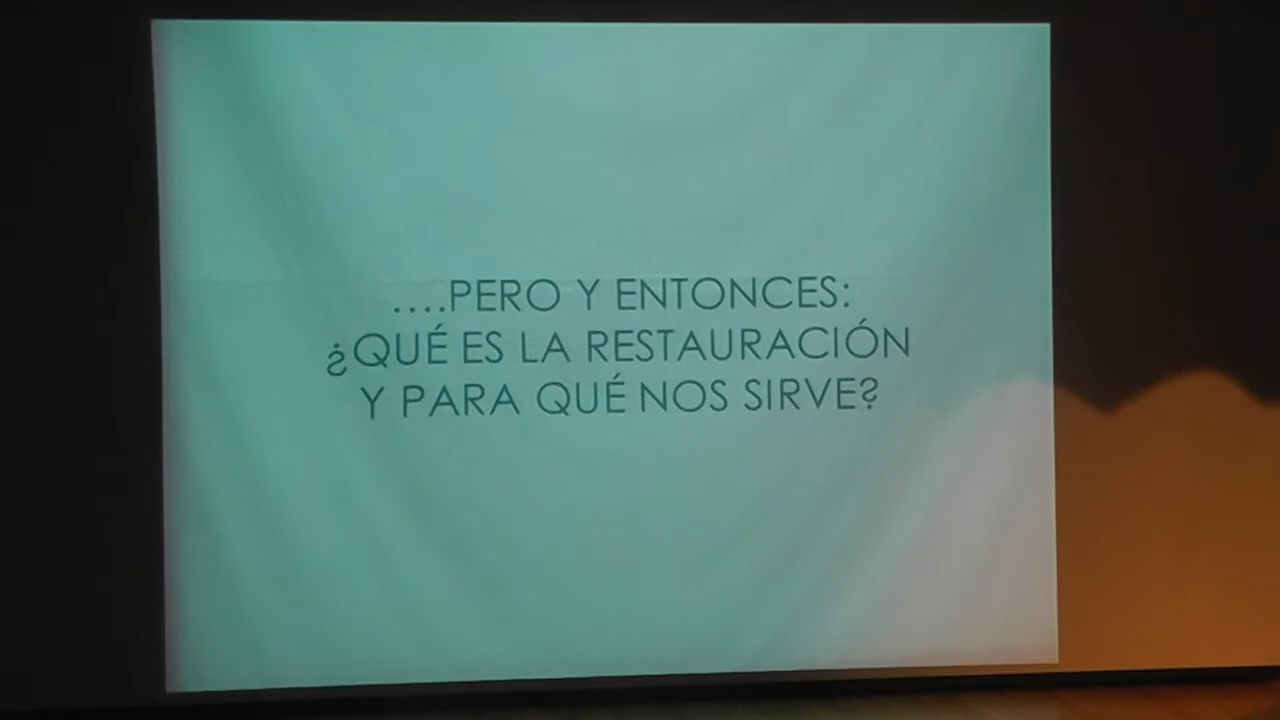 ....PERO Y ENTONCES:
¿QUÉ ES LA RESTAURACIÓN
Y PARA QUÉ NOS SIRVE?